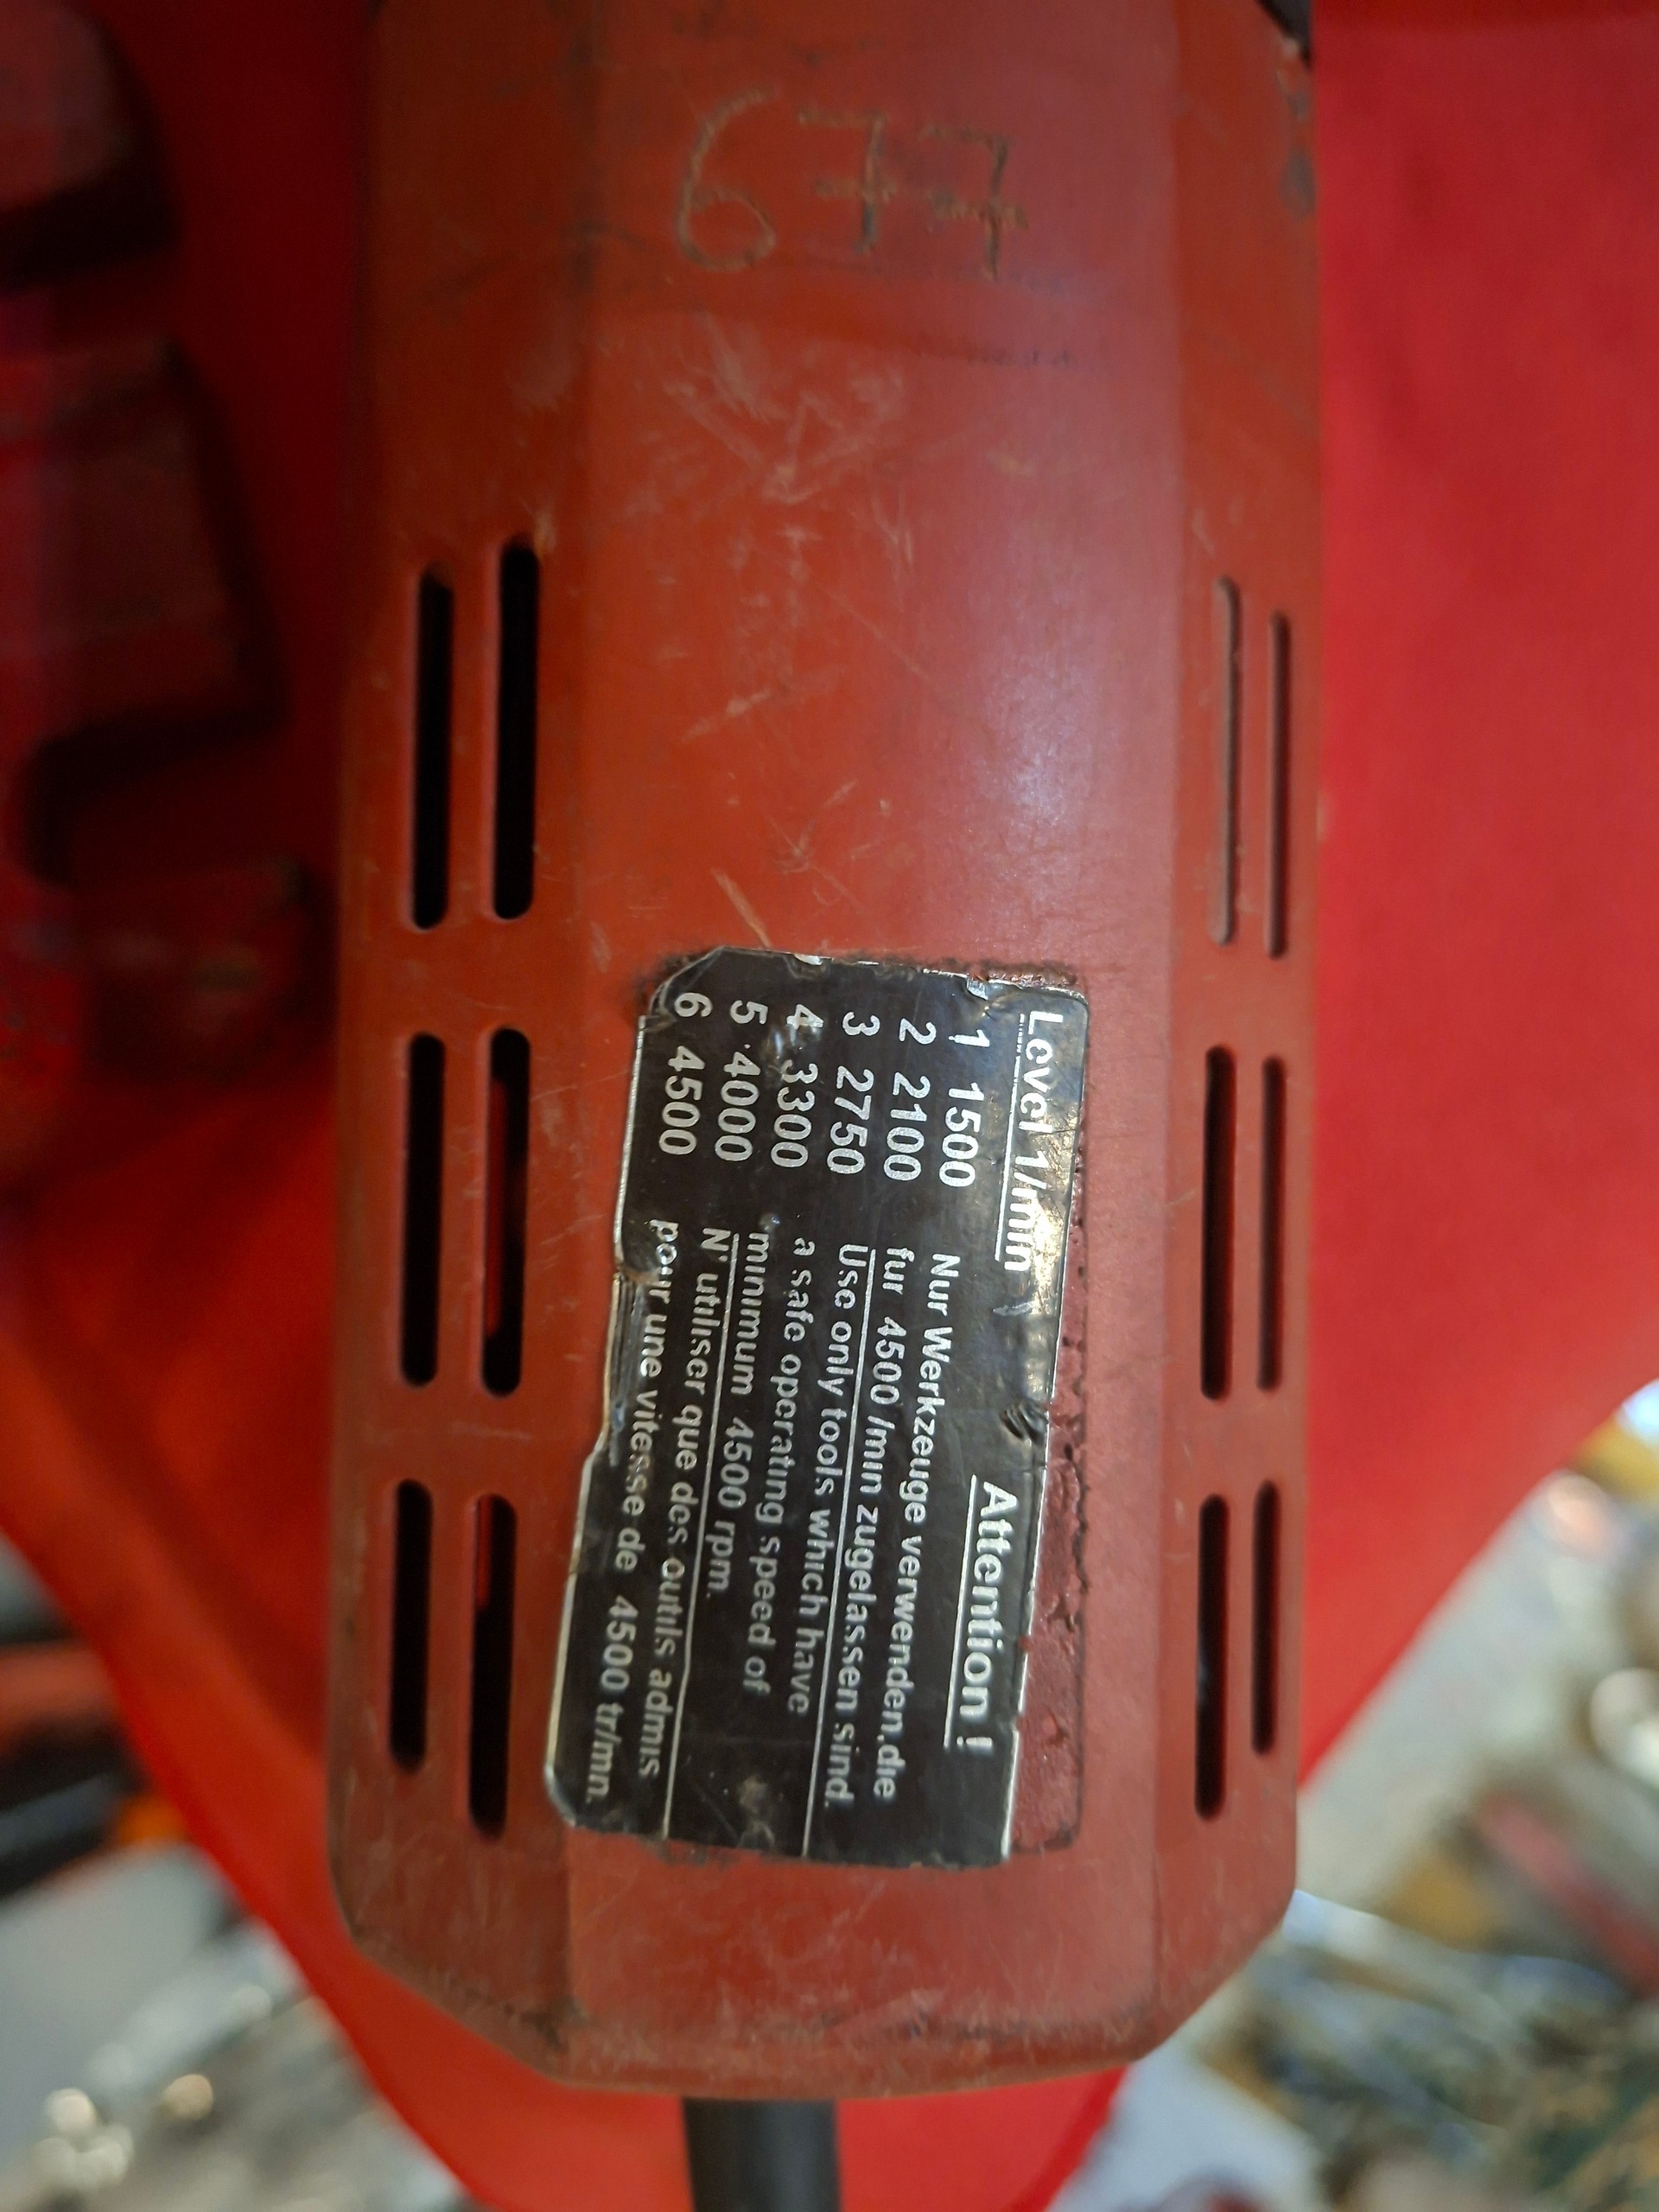 677
Level 1/min
1 1500
2 2100
3 2750
4 3300
5 4000
6 4500
Attention !
Nur Werkzeuge verwenden,die
fur 4500/min zugelassen sind.
Use only tools which have
a safe operating speed of
minimum 4500 rpm.
N'utiliser que des outils admis
pour une vitesse de 4500 tr/mn.